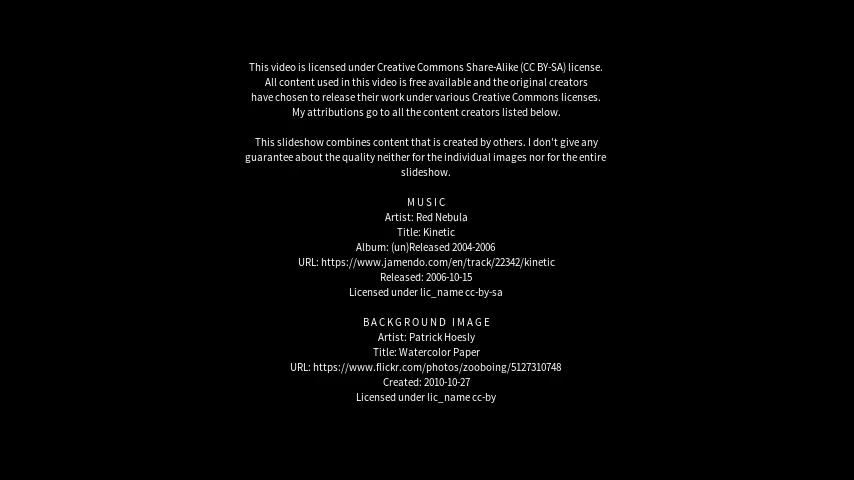 This video is licensed under Creative Commons Share-Alike (CC BY-SA) license.
All content used in this video is free available and the original creators
have chosen to release their work under various Creative Commons licenses.
My attributions go to all the content creators listed below.
This slideshow combines content that is created by others. I don't give any
guarantee about the quality neither for the individual images nor for the entire
slideshow.
MUSIC
Artist: Red Nebula
Title: Kinetic
Album: (un)Released 2004-2006
URL: https://www.jamendo.com/en/track/22342/kinetic
Released: 2006-10-15
Licensed under lic_name cc-by-sa
BACKGROUND IMAGE
Artist: Patrick Hoesly
Title: Watercolor Paper
URL: https://www.flickr.com/photos/zooboing/5127310748
Created: 2010-10-27
Licensed under lic_name cc-by